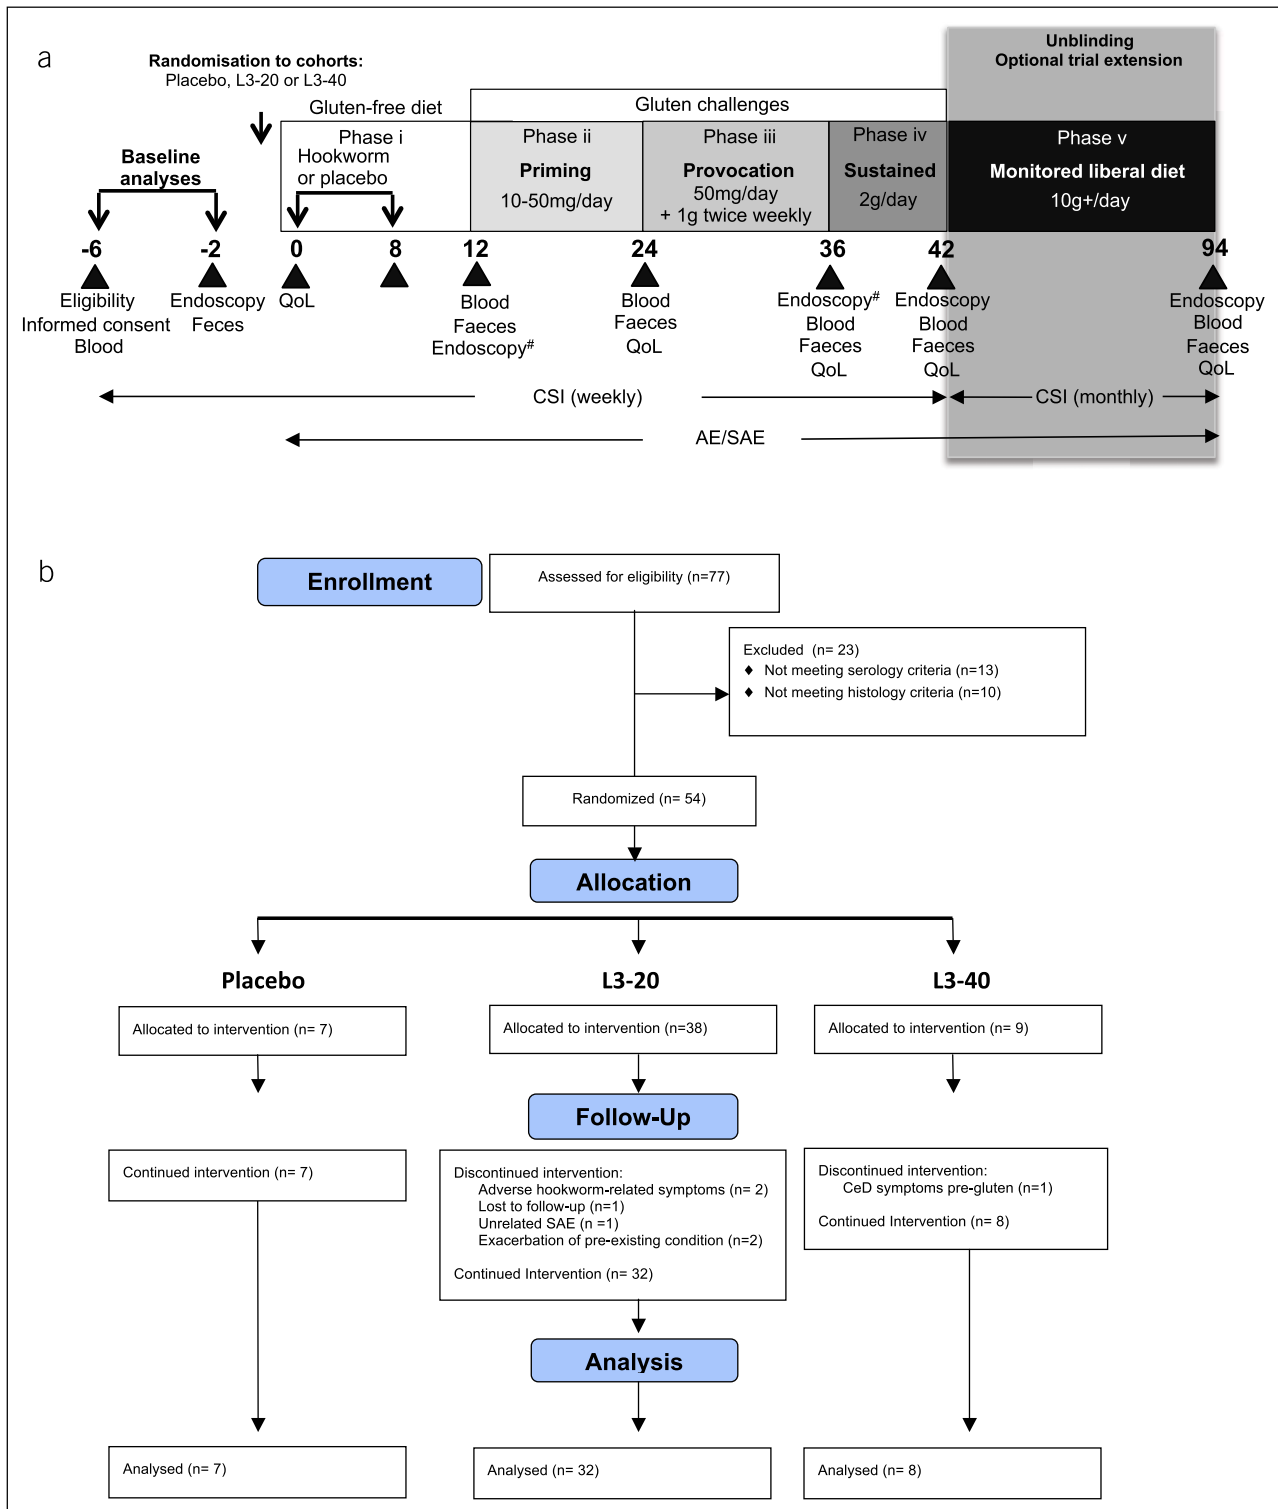 a
Unblinding
Optional trial extension
Randomisation to cohorts:
Placebo, L3-20 or L3-40
Gluten-free diet
Gluten challenges
Phase i
Hookworm
or placebo
Phase ii
Priming
10-50mg/day
Phase iii
Provocation
50mg/day
+ 1g twice weekly
Phase iv
Sustained
2g/day
Phase v
Monitored liberal diet
10g+/day
Baseline
analyses
-6 -2 0 8 12 24 36 42 94
Eligibility
Informed consent
Blood
Endoscopy
Feces
QoL
Blood
Faeces
Endoscopy#
Blood
Faeces
QoL
Endoscopy#
Blood
Faeces
QoL
Endoscopy
Blood
Faeces
QoL
Endoscopy
Blood
Faeces
QoL
CSI (weekly)
CSI (monthly)
AE/SAE
b
Enrollment
Assessed for eligibility (n=77)
Excluded (n= 23)
♦ Not meeting serology criteria (n=13)
♦ Not meeting histology criteria (n=10)
Randomized (n= 54)
Allocation
Placebo
L3-20
L3-40
Allocated to intervention (n= 7)
Allocated to intervention (n=38)
Allocated to intervention (n= 9)
Follow-Up
Continued intervention (n= 7)
Discontinued intervention:
Adverse hookworm-related symptoms (n= 2)
Lost to follow-up (n=1)
Unrelated SAE (n =1)
Exacerbation of pre-existing condition (n=2)
Continued Intervention (n= 32)
Discontinued intervention:
CeD symptoms pre-gluten (n=1)
Continued Intervention (n= 8)
Analysis
Analysed (n= 7)
Analysed (n= 32)
Analysed (n= 8)